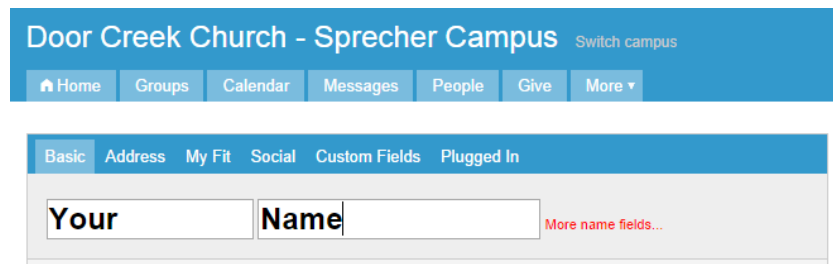 Door Creek Church - Sprecher Campus Switch campus
Home Groups Calendar Messages People Give More ▾
Basic Address My Fit Social Custom Fields Plugged In
Your Name More name fields...